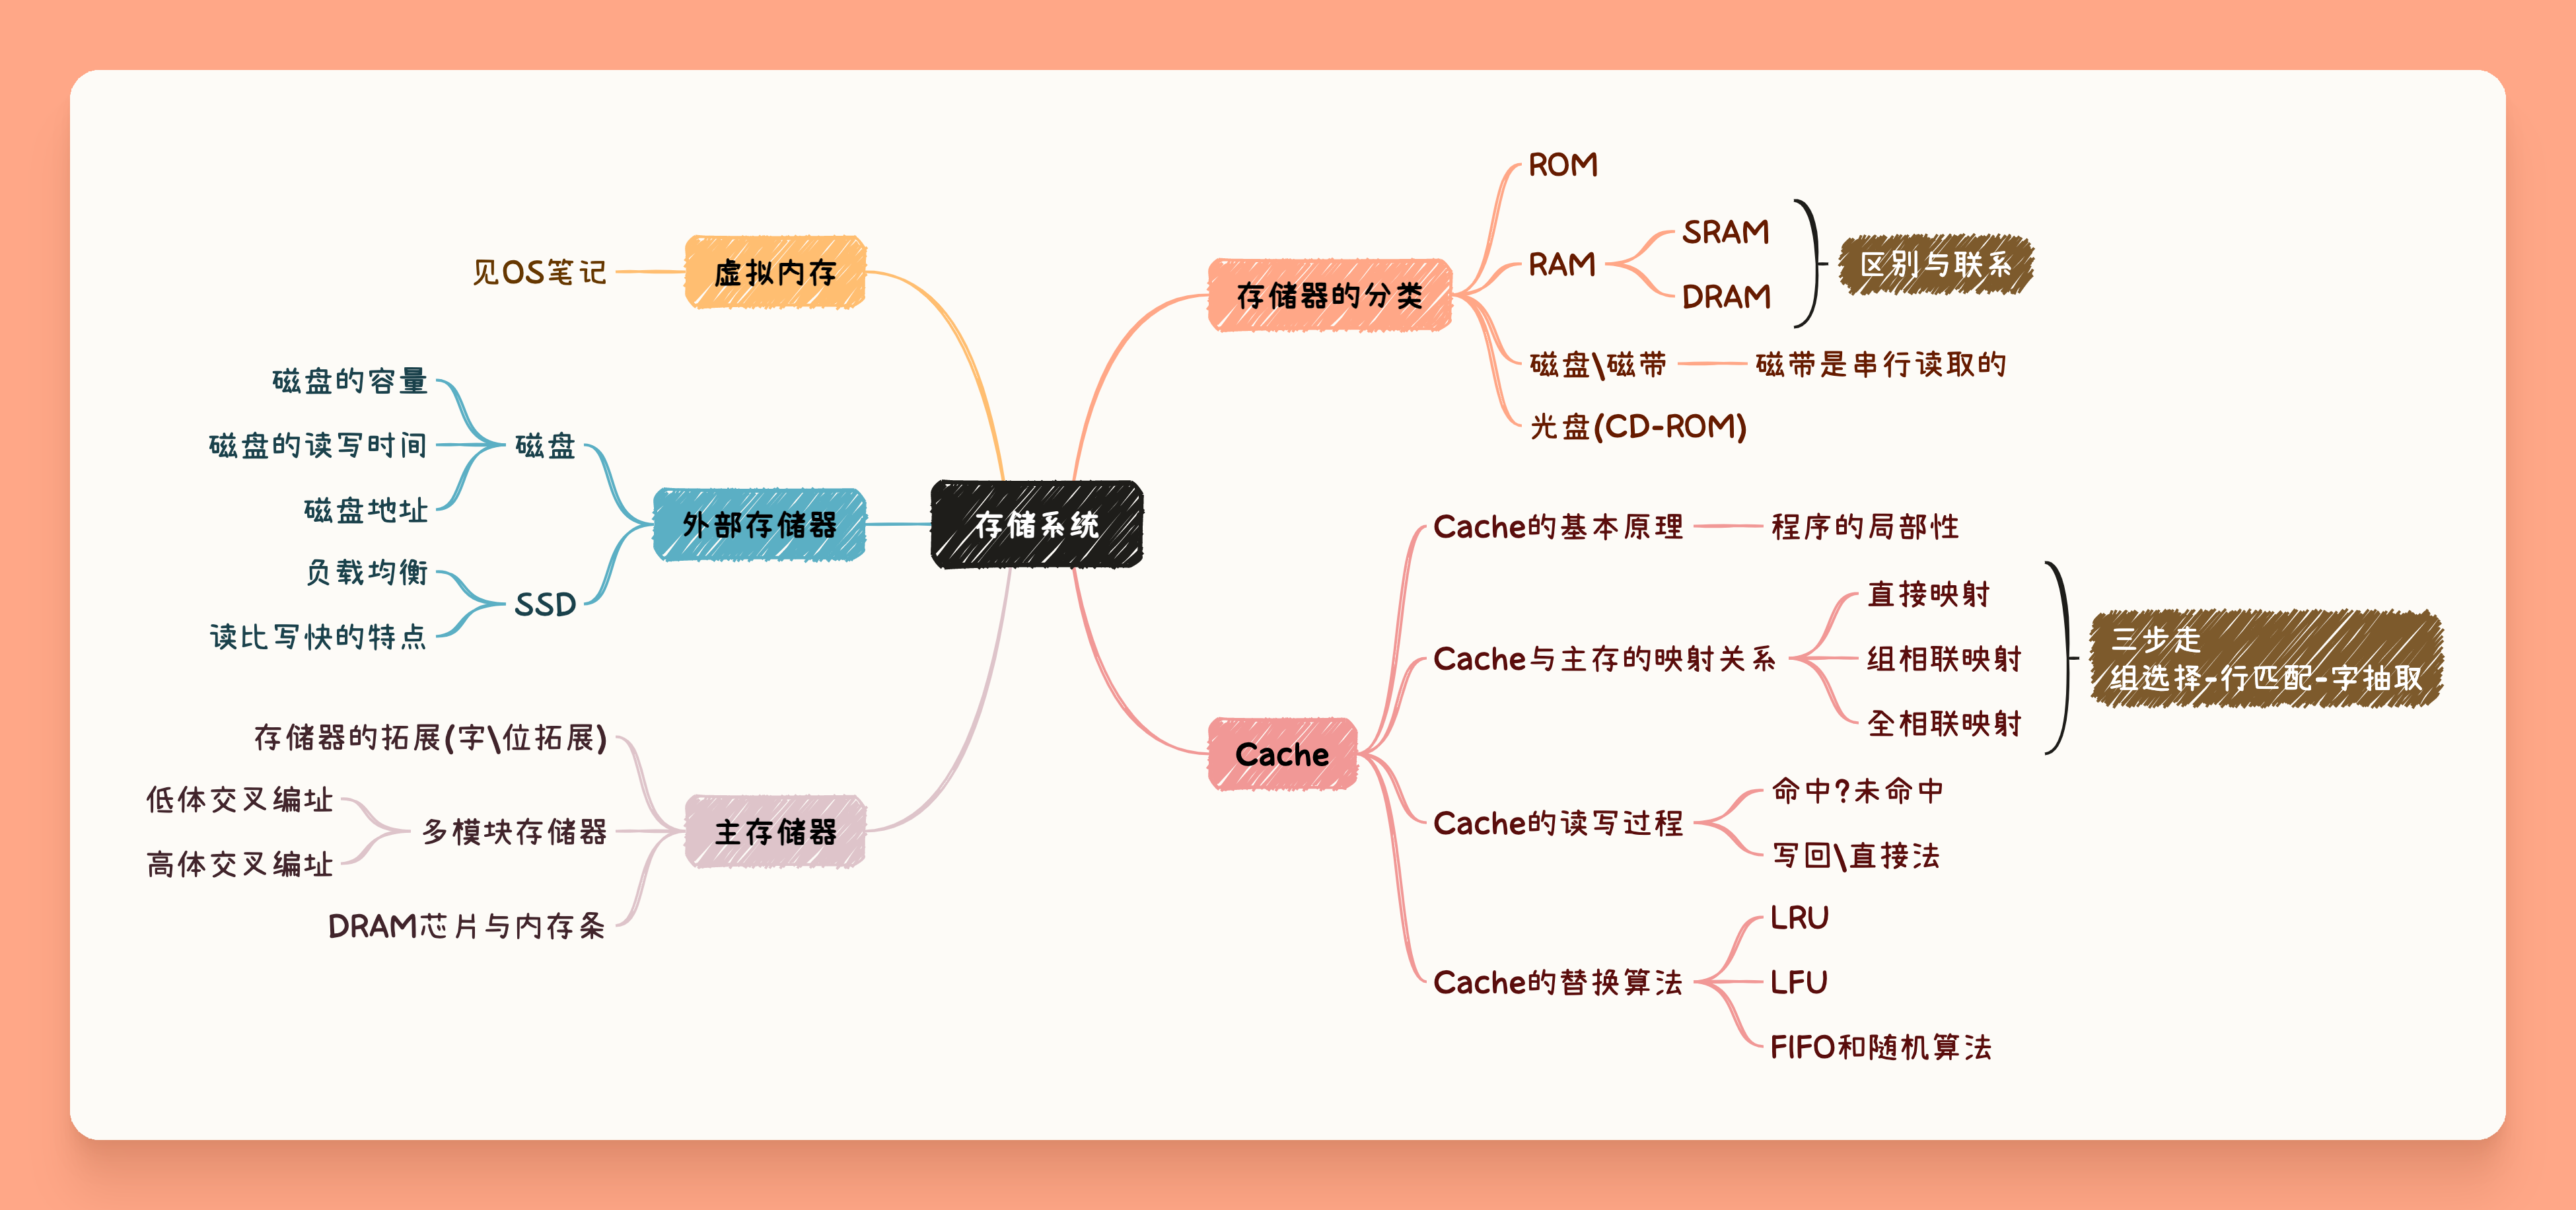 存储系统
存储器的分类
ROM
RAM
SRAM
DRAM
区别与联系
磁盘\磁带
磁带是串行读取的
光盘(CD-ROM)
Cache
Cache的基本原理
程序的局部性
Cache与主存的映射关系
直接映射
组相联映射
全相联映射
三步走
组选择-行匹配-字抽取
Cache的读写过程
命中?未命中
写回\直接法
Cache的替换算法
LRU
LFU
FIFO和随机算法
虚拟内存
见OS笔记
外部存储器
磁盘
磁盘的容量
磁盘的读写时间
磁盘地址
SSD
负载均衡
读比写快的特点
主存储器
存储器的拓展(字\位拓展)
多模块存储器
低体交叉编址
高体交叉编址
DRAM芯片与内存条